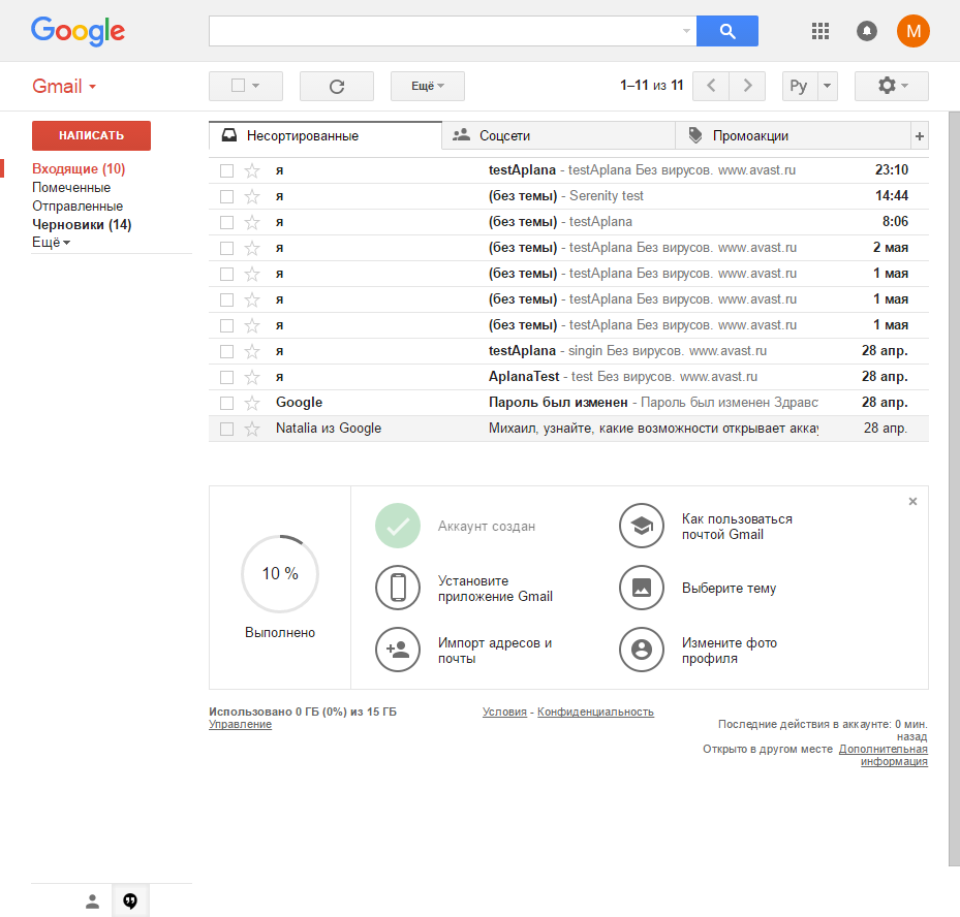 Google
M
Gmail
Ещё
1–11 из 11
Ру
НАПИСАТЬ
Входящие (10)
Помеченные
Отправленные
Черновики (14)
Ещё
Несортированные
Соцсети
Промоакции
+
я testAplana - testAplana Без вирусов. www.avast.ru 23:10
я (без темы) - Serenity test 14:44
я (без темы) - testAplana 8:06
я (без темы) - testAplana Без вирусов. www.avast.ru 2 мая
я (без темы) - testAplana Без вирусов. www.avast.ru 1 мая
я (без темы) - testAplana Без вирусов. www.avast.ru 1 мая
я (без темы) - testAplana Без вирусов. www.avast.ru 1 мая
я testAplana - singin Без вирусов. www.avast.ru 28 апр.
я AplanaTest - test Без вирусов. www.avast.ru 28 апр.
Google Пароль был изменен - Пароль был изменен Здравс 28 апр.
Natalia из Google Михаил, узнайте, какие возможности открывает акка 28 апр.
10 %
Выполнено
Аккаунт создан
Как пользоваться
почтой Gmail
Установите
приложение Gmail
Выберите тему
Импорт адресов и
почты
Измените фото
профиля
Использовано 0 ГБ (0%) из 15 ГБ
Управление
Условия - Конфиденциальность
Последние действия в аккаунте: 0 мин.
назад
Открыто в другом месте Дополнительная
информация